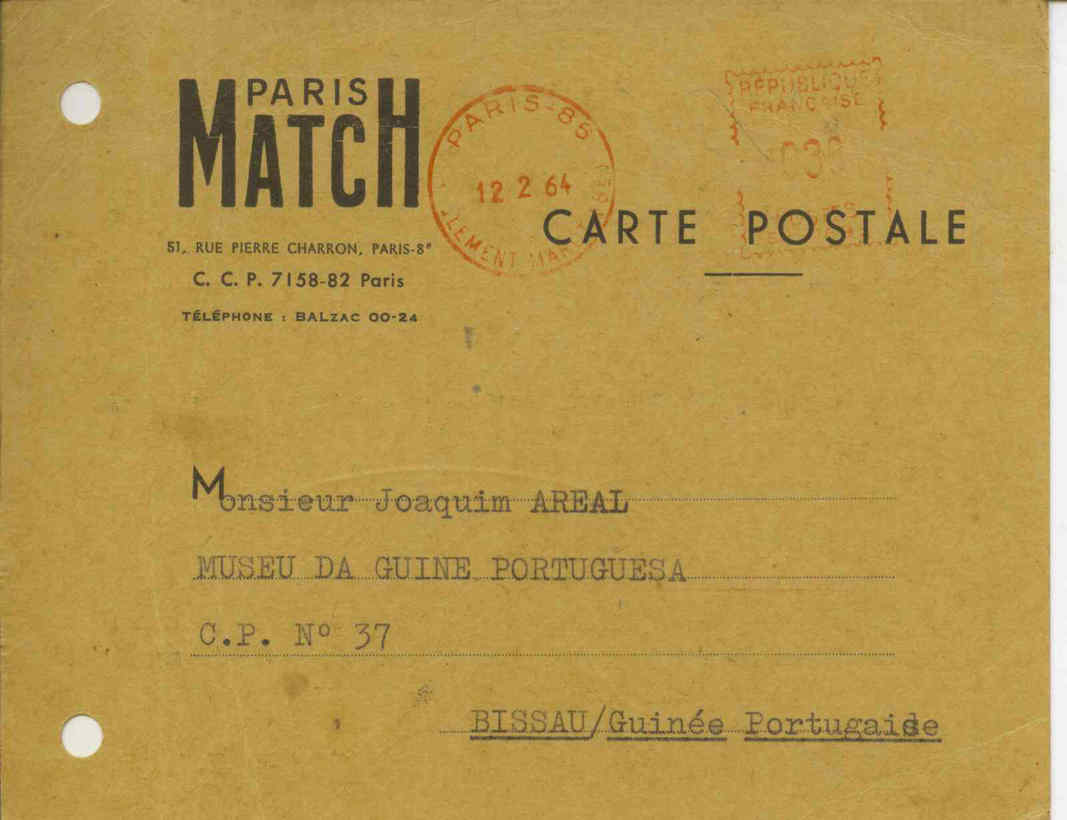 PARIS
MATCH
51, RUE PIERRE CHARRON, PARIS-8e
C. C. P. 7158-82 Paris
TÉLÉPHONE : BALZAC 00-24
PARIS-85
12 2 64
REPUBLIQUE
FRANÇAISE
CARTE POSTALE
Monsieur Joaquim AREAL
MUSEU DA GUINE PORTUGUESA
C.P. Nº 37
BISSAU/Guinée Portugaise